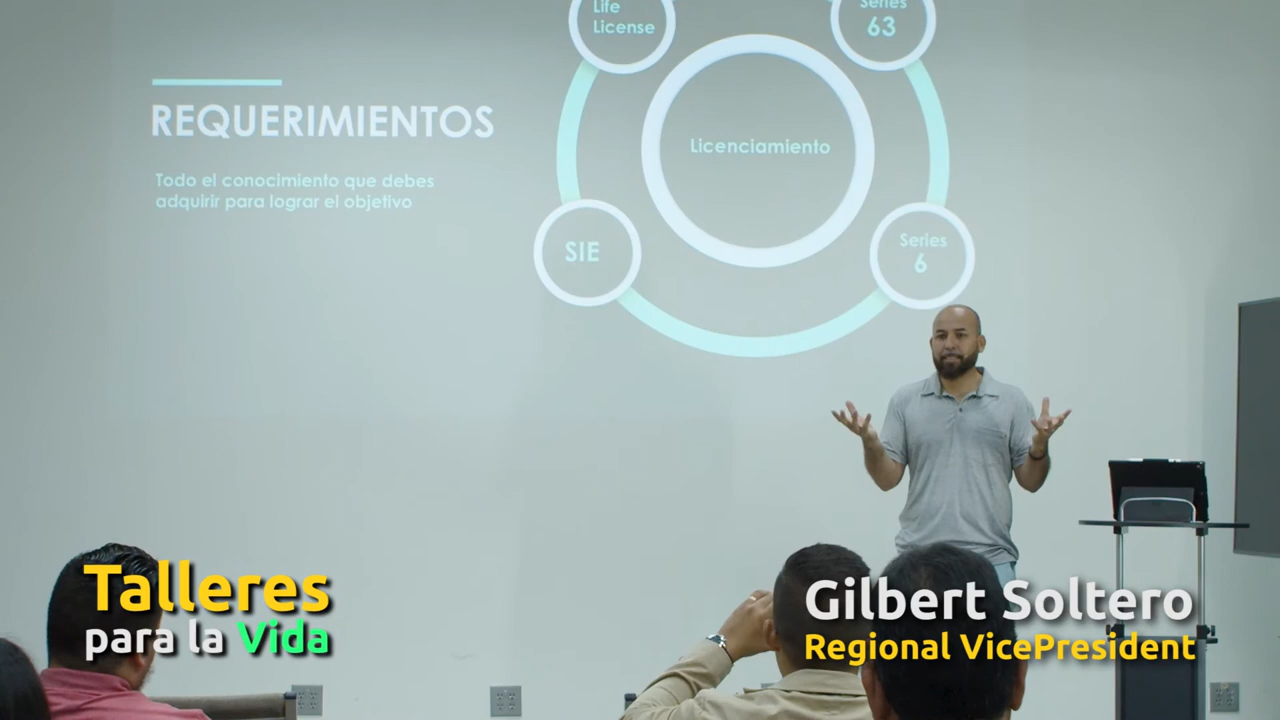 Life
License
Series
63
REQUERIMIENTOS
Todo el conocimiento que debes
adquirir para lograr el objetivo
Licenciamiento
SIE
Series
6
Talleres
para la Vida
Gilbert Soltero
Regional VicePresident